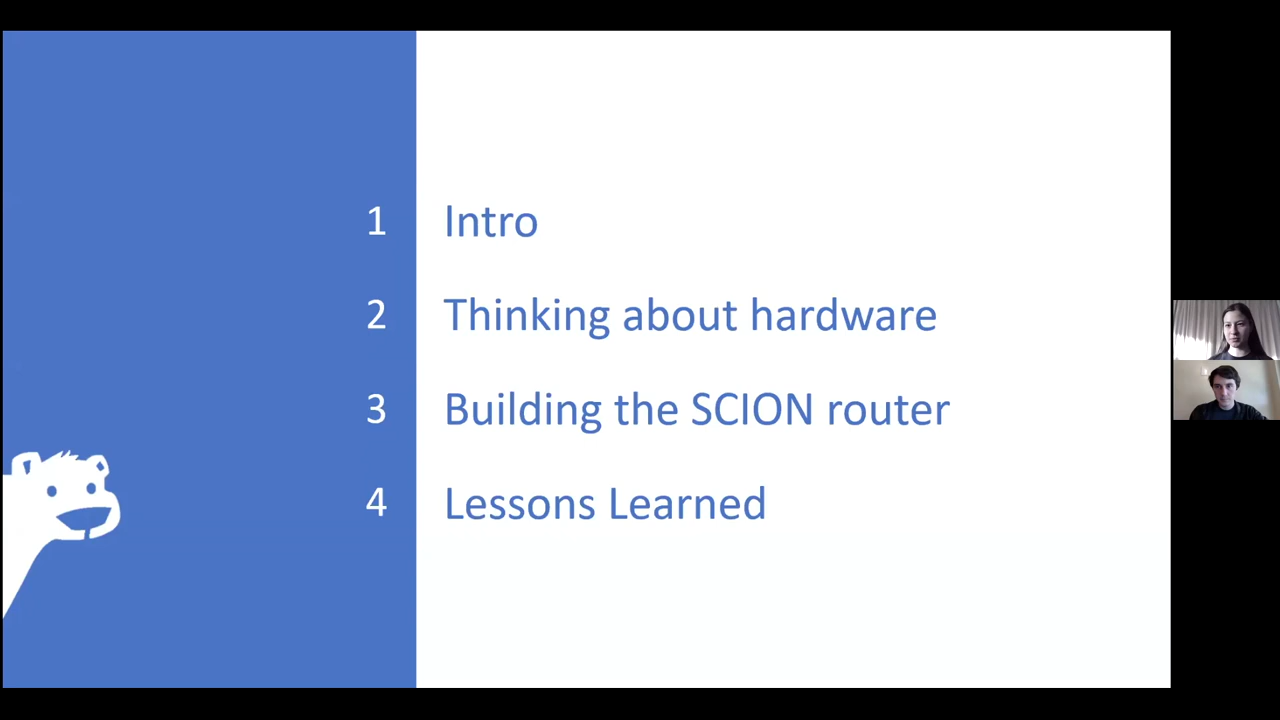 1 Intro
2 Thinking about hardware
3 Building the SCION router
4 Lessons Learned